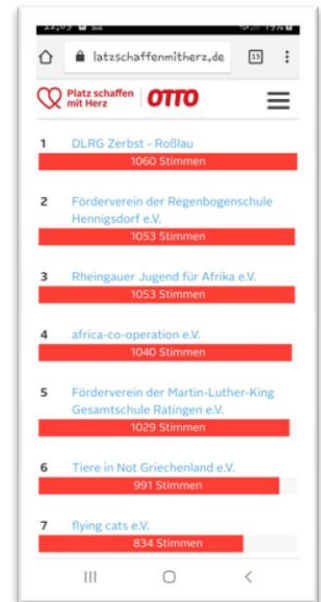 latzschaffenmitherz,de
19
Platz schaffen
mit Herz
OTTO
1 DLRG Zerbst - Roßlau
1060 Stimmen
2 Förderverein der Regenbogenschule
Hennigsdorf e.V.
1053 Stimmen
3 Rheingauer Jugend für Afrika e.V.
1053 Stimmen
4 africa-co-operation e.V.
1040 Stimmen
5 Förderverein der Martin-Luther-King
Gesamtschule Ratingen e.V.
1029 Stimmen
6 Tiere in Not Griechenland e.V.
991 Stimmen
7 flying cats e.V.
834 Stimmen